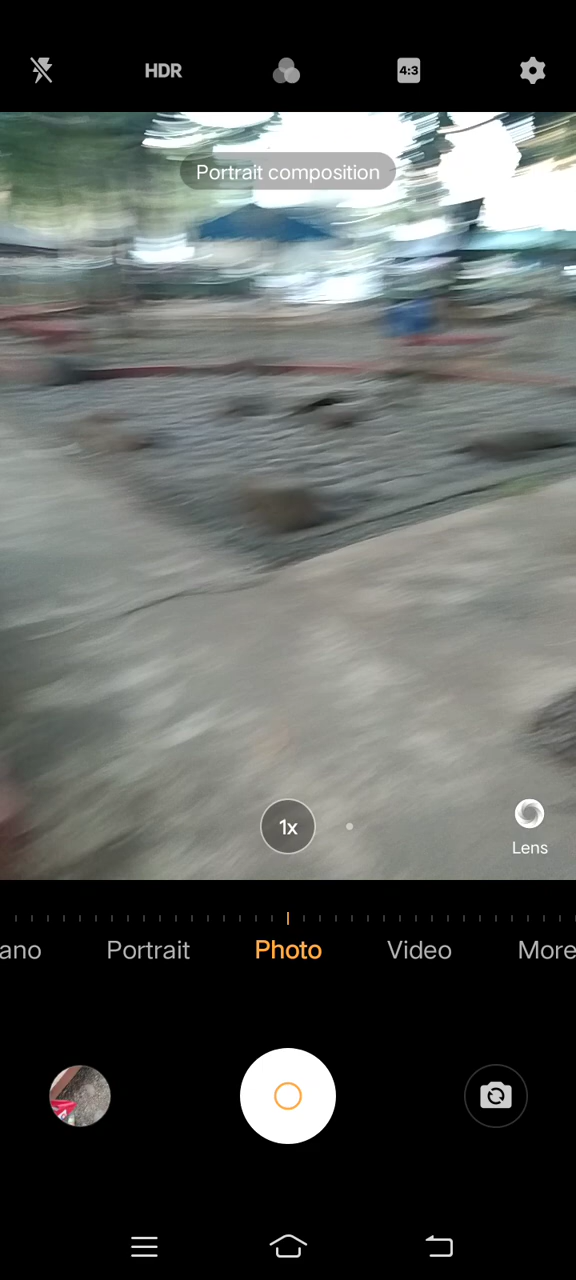 HDR
4:3
Portrait composition
1x
Lens
ano
Portrait
Photo
Video
More